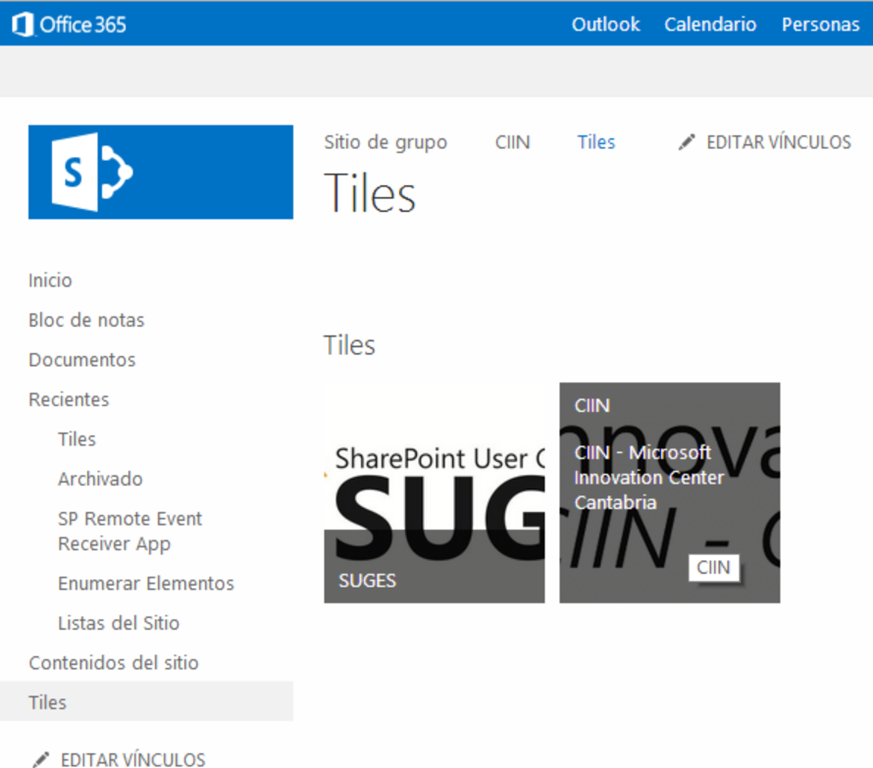 Office 365
Outlook Calendario Personas
S
Sitio de grupo CIIN Tiles EDITAR VÍNCULOS
Tiles
Inicio
Bloc de notas
Documentos
Recientes
Tiles
Archivado
SP Remote Event
Receiver App
Enumerar Elementos
Listas del Sitio
Contenidos del sitio
Tiles
EDITAR VÍNCULOS
Tiles
SharePoint User
SUG
SUGES
CIIN
CIIN - Microsoft
Innovation Center
Cantabria
nnova
CIIN - C
CIIN